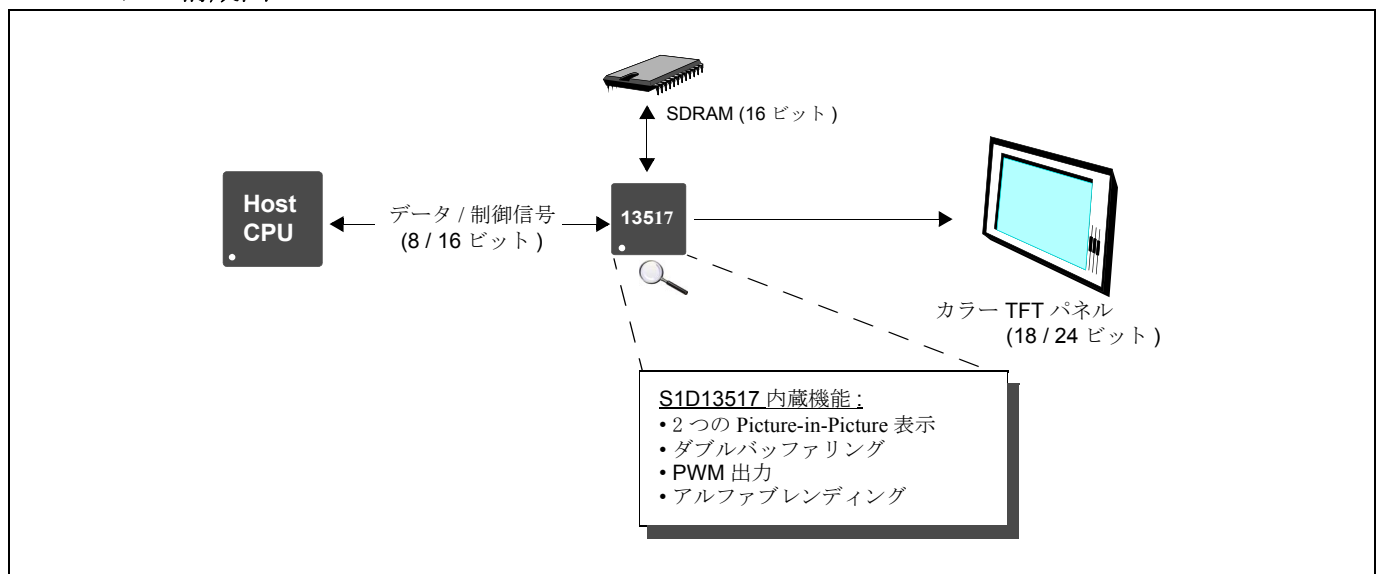 SDRAM (16 ビット )
Host
CPU
データ / 制御信号
(8 / 16 ビット )
13517
カラー TFT パネル
(18 / 24 ビット )
S1D13517 内蔵機能 :
• 2 つの Picture-in-Picture 表示
• ダブルバッファリング
• PWM 出力
• アルファブレンディング